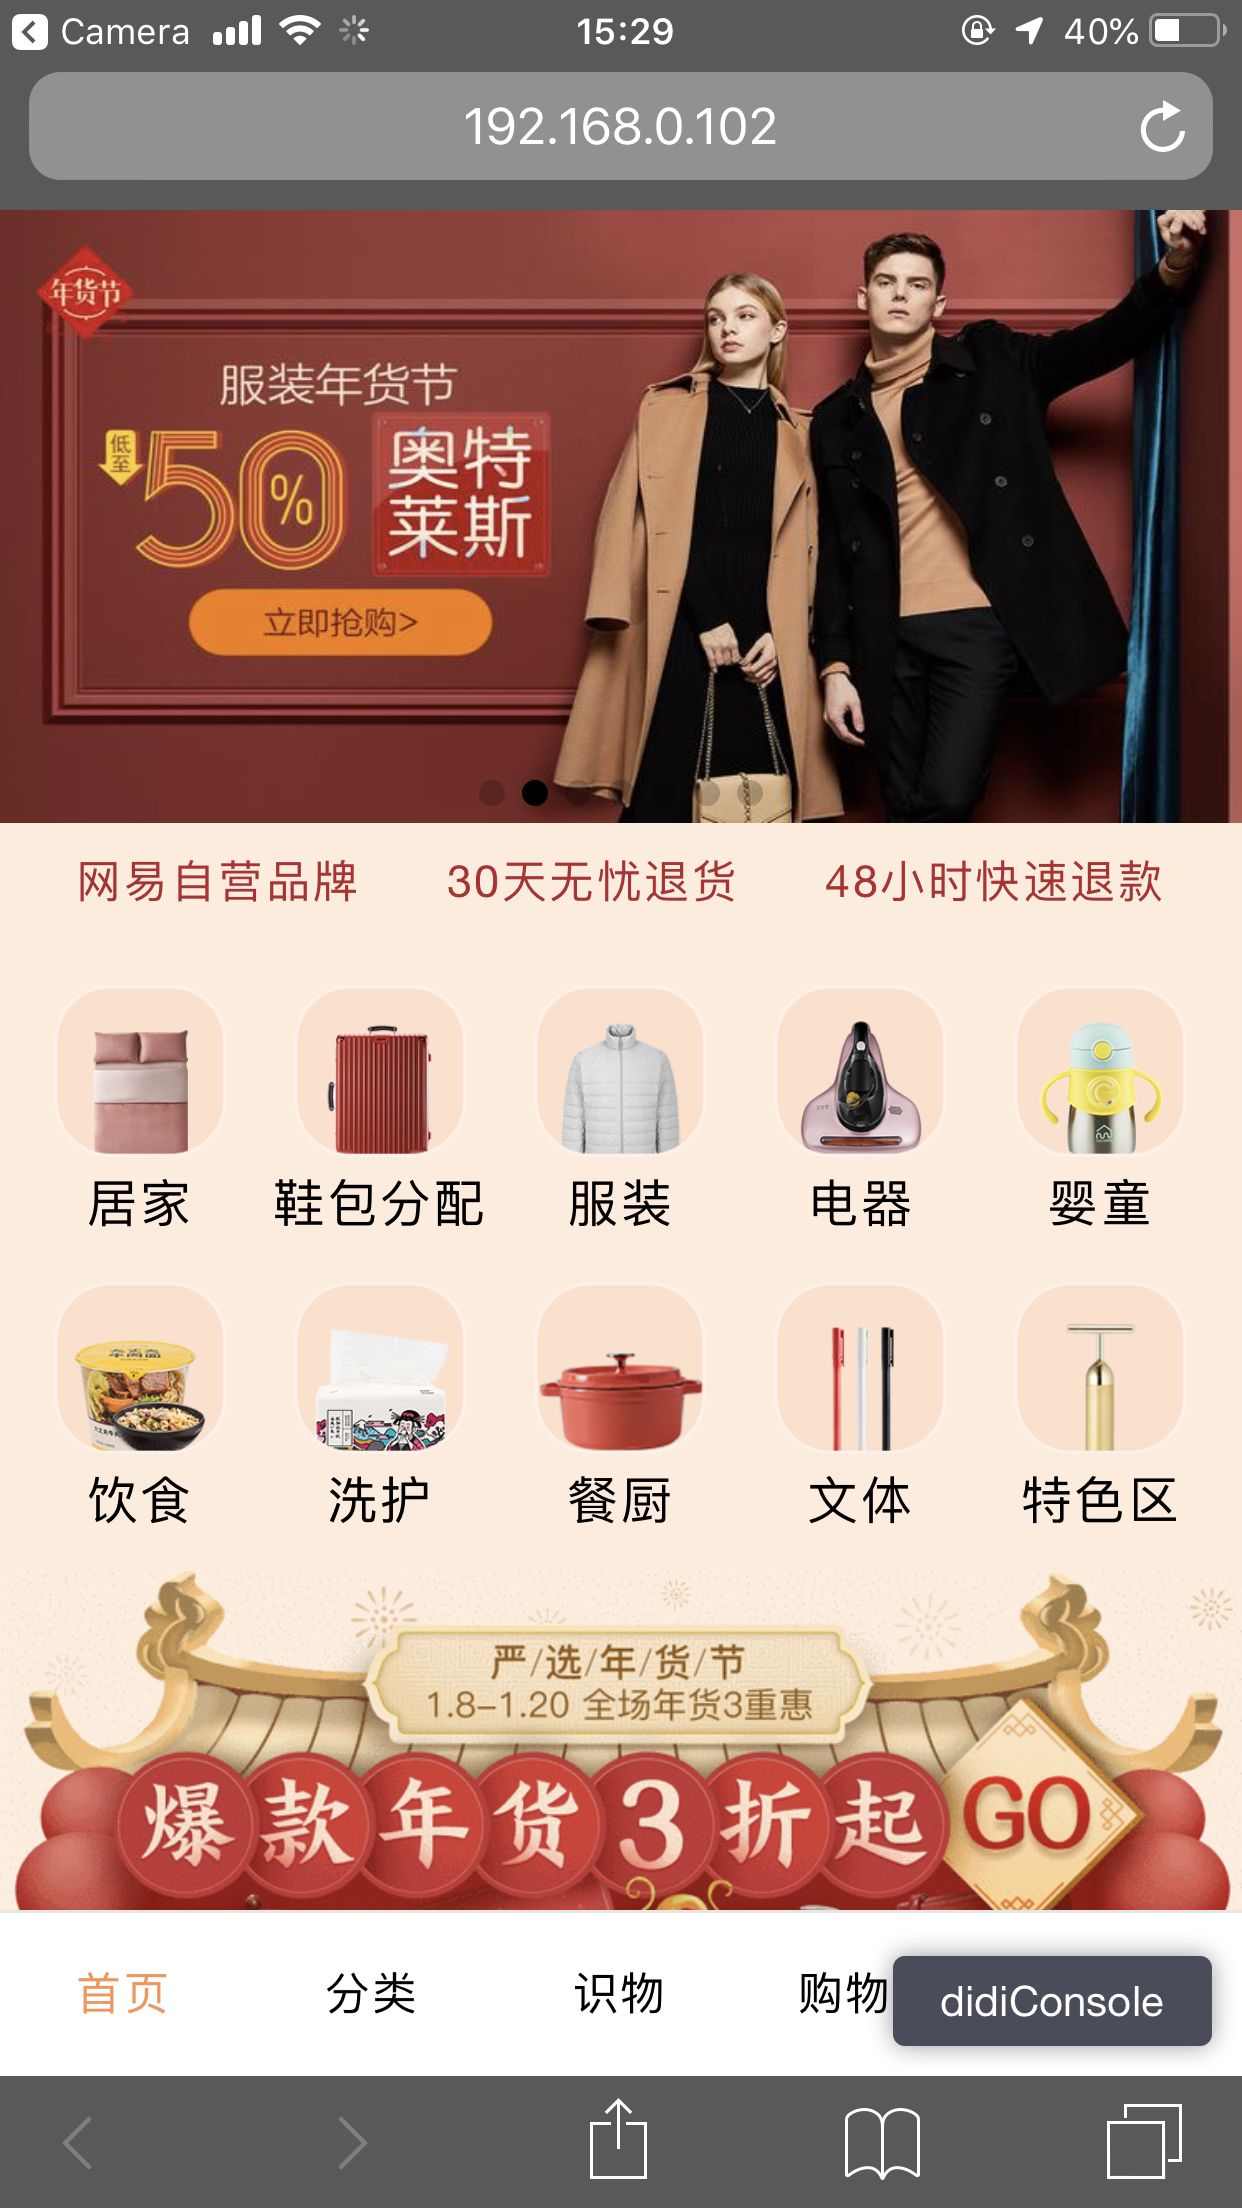 Camera 15:29 40%
192.168.0.102
年货节
服装年货节
低至 50% 奥特莱斯
立即抢购>
网易自营品牌 30天无忧退货 48小时快速退款
居家 鞋包分配 服装 电器 婴童
饮食 洗护 餐厨 文体 特色区
严/选/年/货/节
1.8-1.20 全场年货3重惠
爆款年货3折起 GO
首页 分类 识物 购物 didiConsole